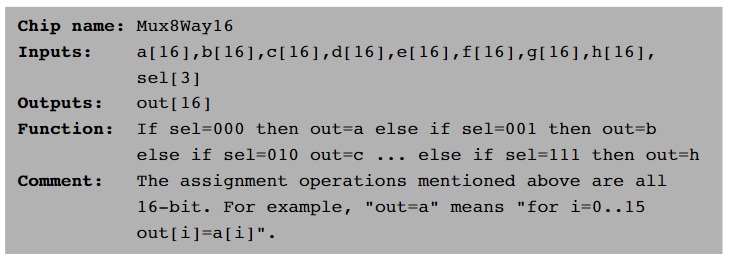 Chip name: Mux8Way16
Inputs: a[16],b[16],c[16],d[16],e[16],f[16],g[16],h[16],
sel[3]
Outputs: out[16]
Function: If sel=000 then out=a else if sel=001 then out=b
else if sel=010 out=c ... else if sel=111 then out=h
Comment: The assignment operations mentioned above are all
16-bit. For example, "out=a" means "for i=0..15
out[i]=a[i]".